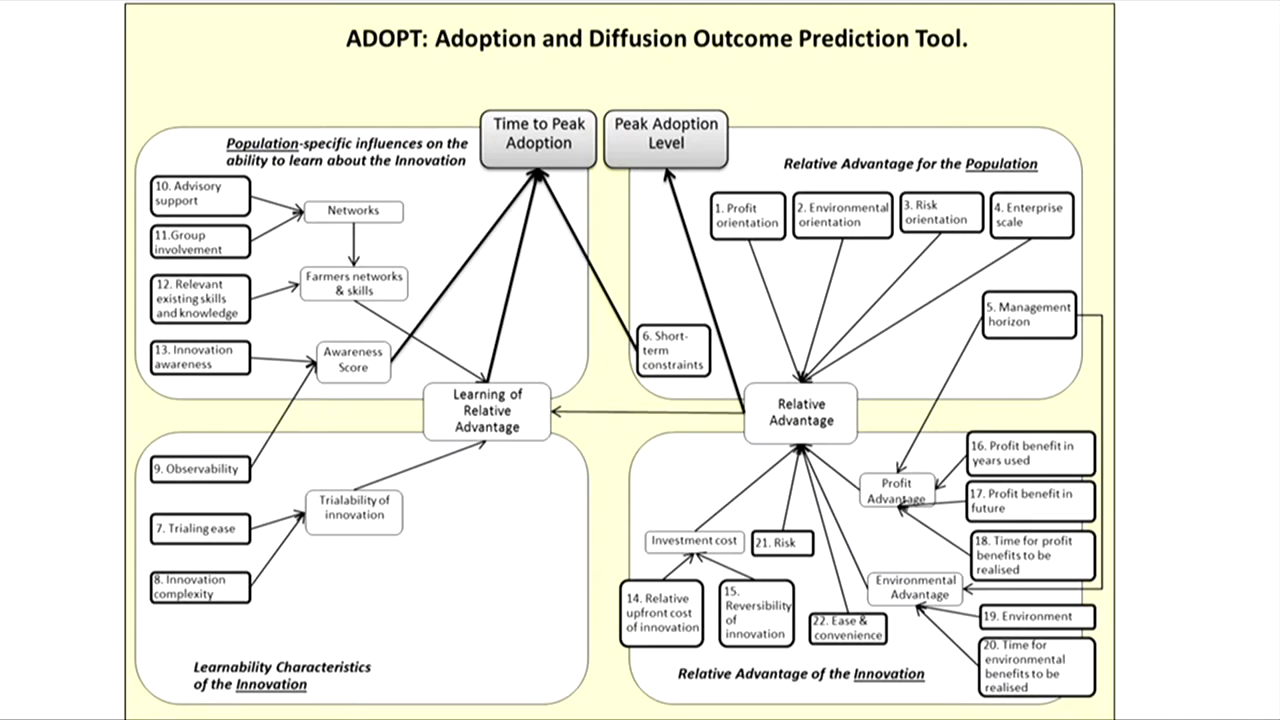 ADOPT: Adoption and Diffusion Outcome Prediction Tool.
Time to Peak
Adoption
Peak Adoption
Level
Population-specific influences on the
ability to learn about the Innovation
10. Advisory
support
11.Group
involvement
12. Relevant
existing skills
and knowledge
13. Innovation
awareness
Networks
Farmers networks
& skills
Awareness
Score
Learning of
Relative
Advantage
Relative Advantage for the Population
1. Profit
orientation
2. Environmental
orientation
3. Risk
orientation
4. Enterprise
scale
5. Management
horizon
6. Short-
term
constraints
Relative
Advantage
9. Observability
7. Trialing ease
8. Innovation
complexity
Trialability of
innovation
Learnability Characteristics
of the Innovation
16. Profit benefit in
years used
17. Profit benefit in
future
18. Time for profit
benefits to be
realised
Profit
Advantage
Investment cost
21. Risk
14. Relative
upfront cost
of innovation
15.
Reversibility
of
innovation
22. Ease &
convenience
Environmental
Advantage
19. Environment
20. Time for
environmental
benefits to be
realised
Relative Advantage of the Innovation